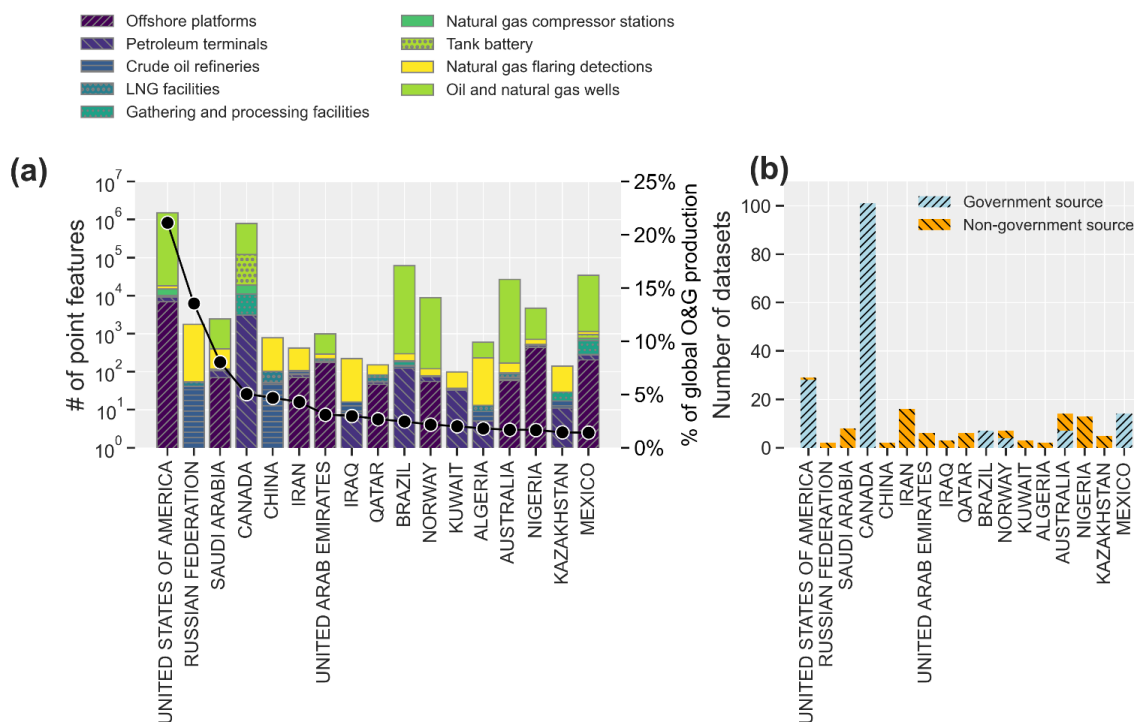 Offshore platforms
Petroleum terminals
Crude oil refineries
LNG facilities
Gathering and processing facilities
Natural gas compressor stations
Tank battery
Natural gas flaring detections
Oil and natural gas wells
(a)
# of point features
10^7
10^6
10^5
10^4
10^3
10^2
10^1
10^0
25%
20%
15%
10%
5%
0%
% of global O&G production
UNITED STATES OF AMERICA
RUSSIAN FEDERATION
SAUDI ARABIA
CANADA
CHINA
IRAN
UNITED ARAB EMIRATES
IRAQ
QATAR
BRAZIL
NORWAY
KUWAIT
ALGERIA
AUSTRALIA
NIGERIA
KAZAKHSTAN
MEXICO
(b)
Number of datasets
100
80
60
40
20
0
Government source
Non-government source
UNITED STATES OF AMERICA
RUSSIAN FEDERATION
SAUDI ARABIA
CANADA
CHINA
IRAN
UNITED ARAB EMIRATES
IRAQ
QATAR
BRAZIL
NORWAY
KUWAIT
ALGERIA
AUSTRALIA
NIGERIA
KAZAKHSTAN
MEXICO